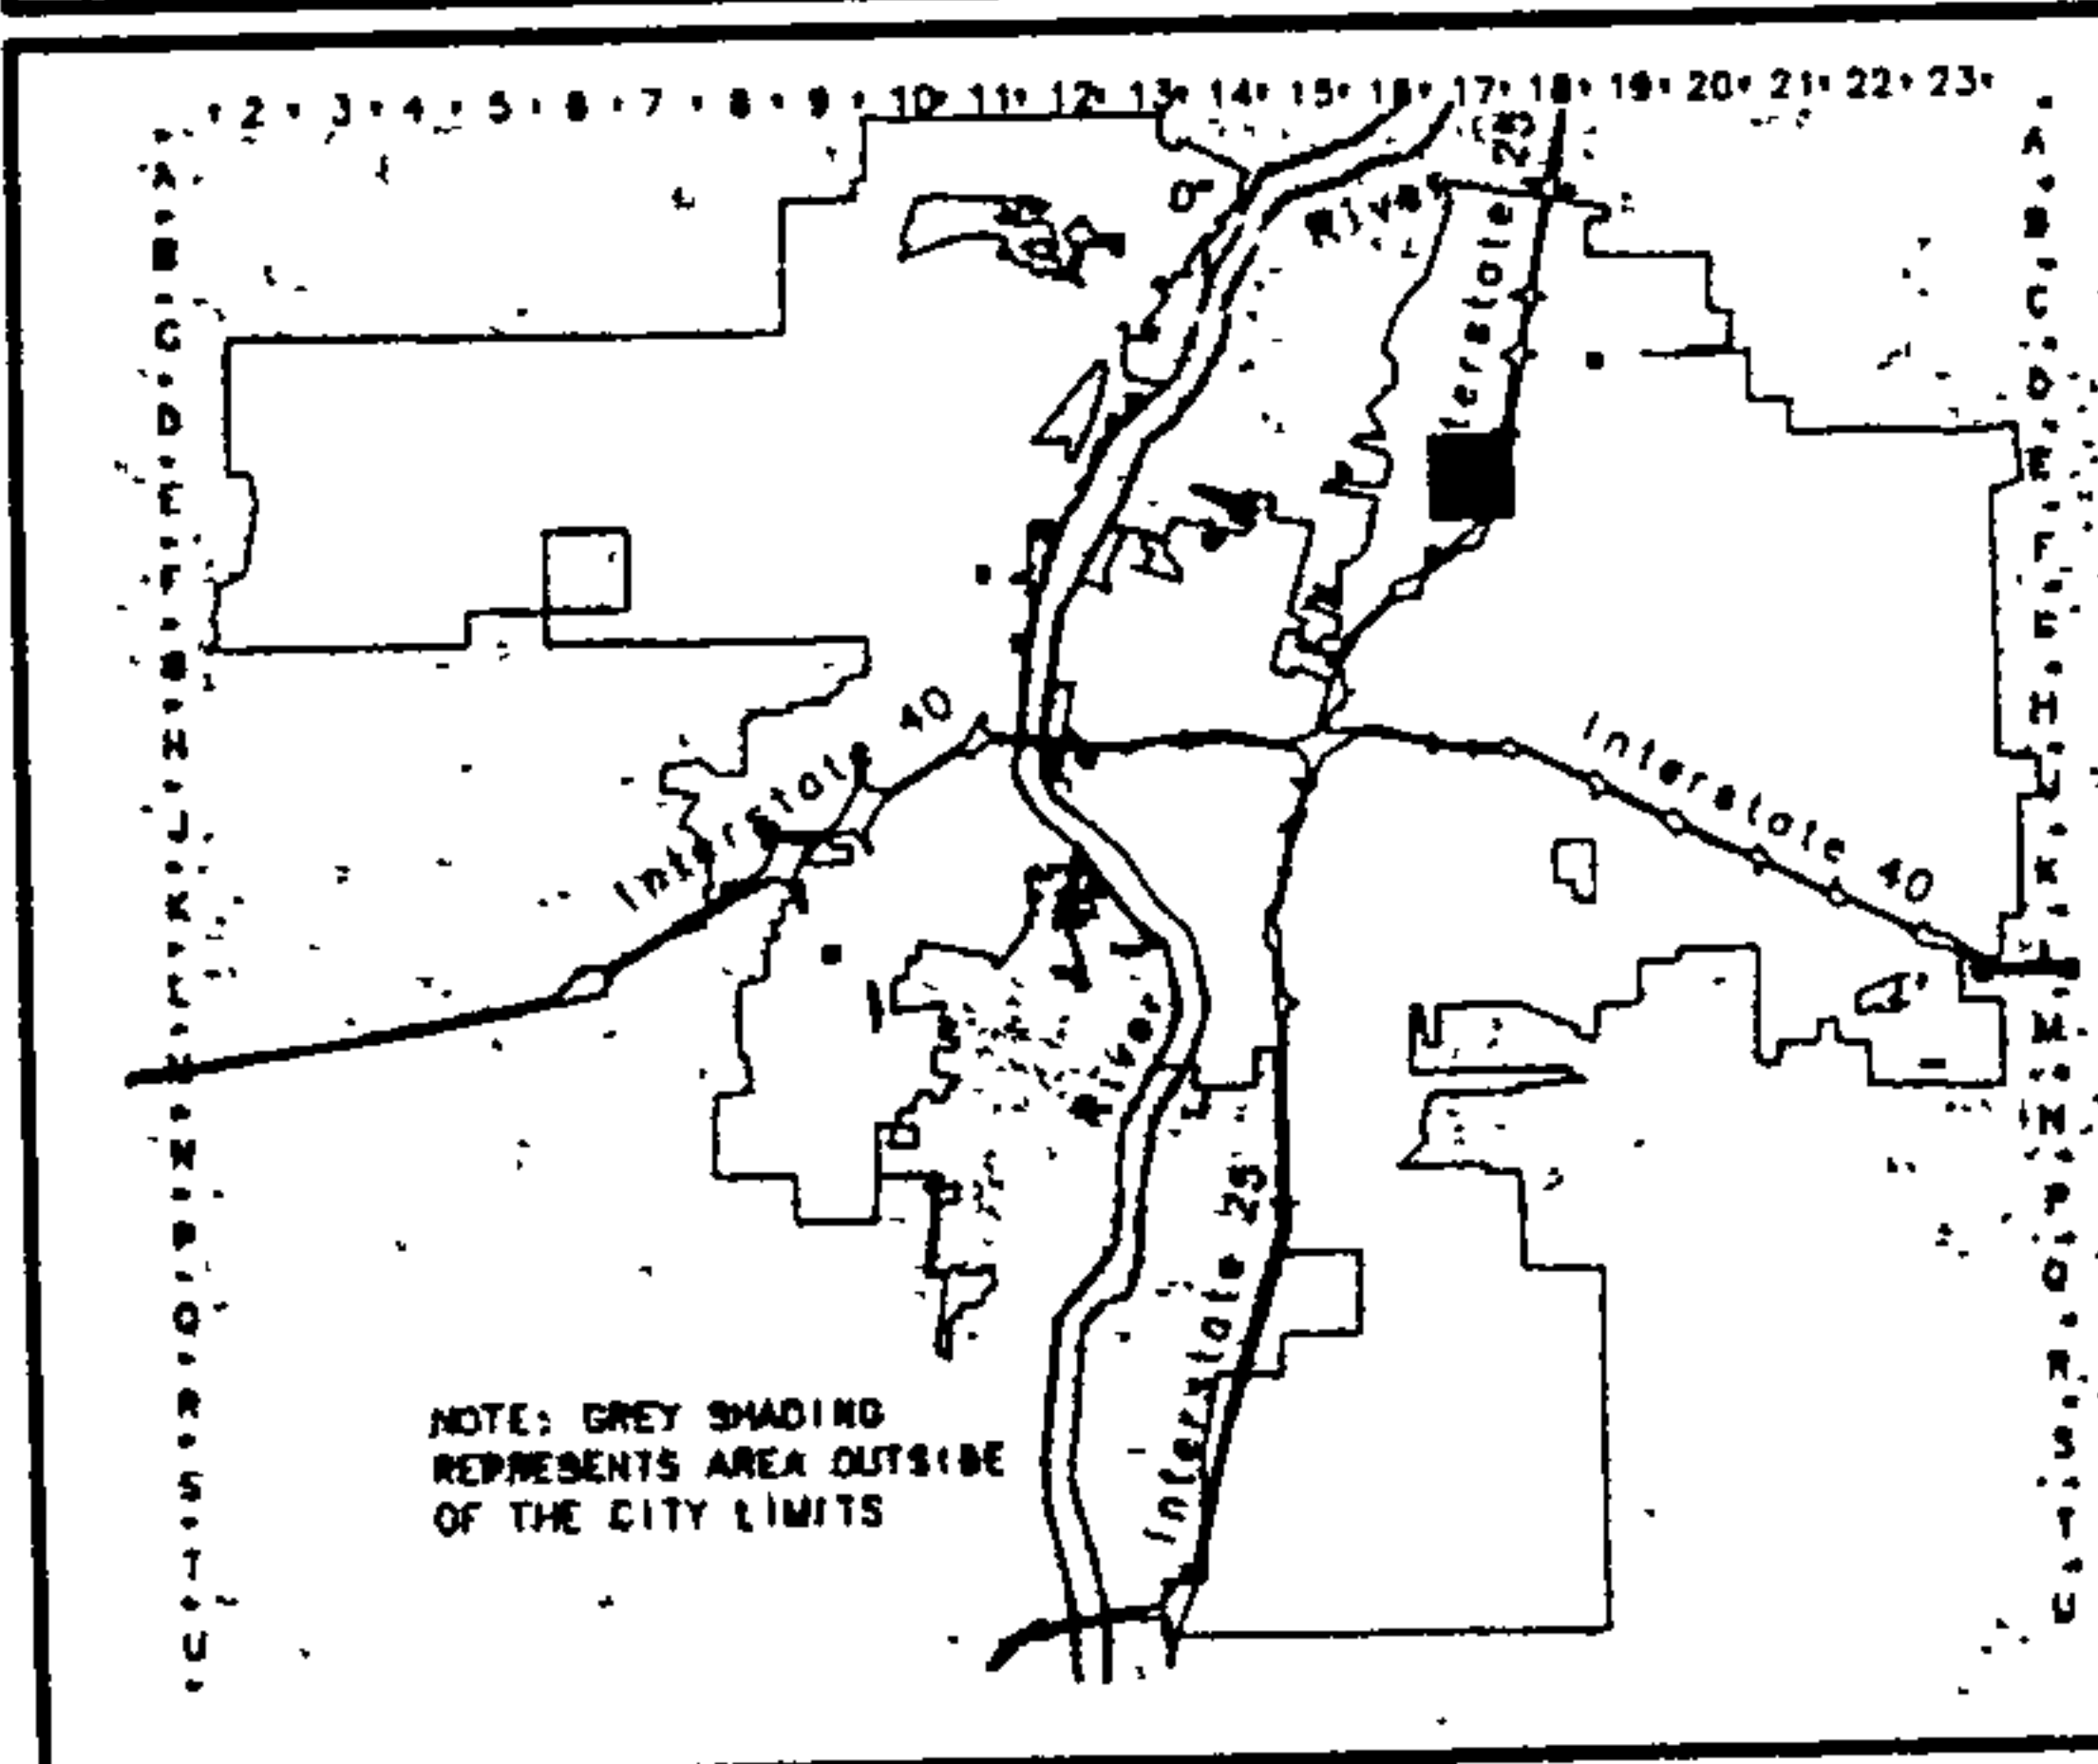 2 3 4 5 6 7 8 9 10 11 12 13 14 15 16 17 18 19 20 21 22 23
A
B
C
D
E
F
G
H
J
K
L
M
N
P
Q
R
S
T
U
A
B
C
D
E
F
G
H
J
K
L
M
N
P
Q
R
S
T
U
River
25
Interstate 40
Interstate 40
River
Interstate 25
NOTE: GREY SHADING
REPRESENTS AREA OUTSIDE
OF THE CITY LIMITS